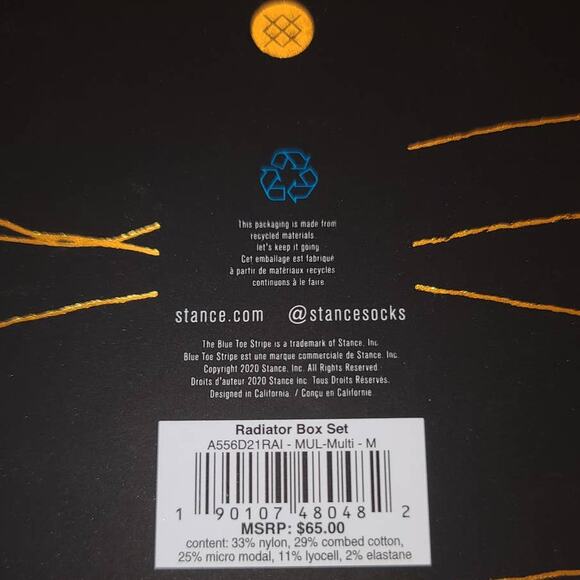 This packaging is made from
recycled materials.
let's keep it going
Cet emballage est fabriqué
à partir de matériaux recyclés
continuons à le faire
stance.com @stancesocks
The Blue Toe Stripe is a trademark of Stance, Inc.
Blue Toe Stripe est une marque commerciale de Stance, Inc.
Copyright 2020 Stance, Inc. All Rights Reserved.
Droits d'auteur 2020 Stance Inc. Tous Droits Réservés.
Designed in California. / Conçu en Californie.
Radiator Box Set
A556D21RAI - MUL-Multi - M
1 90107 48048 2
MSRP: $65.00
content: 33% nylon, 29% combed cotton,
25% micro modal, 11% lyocell, 2% elastane